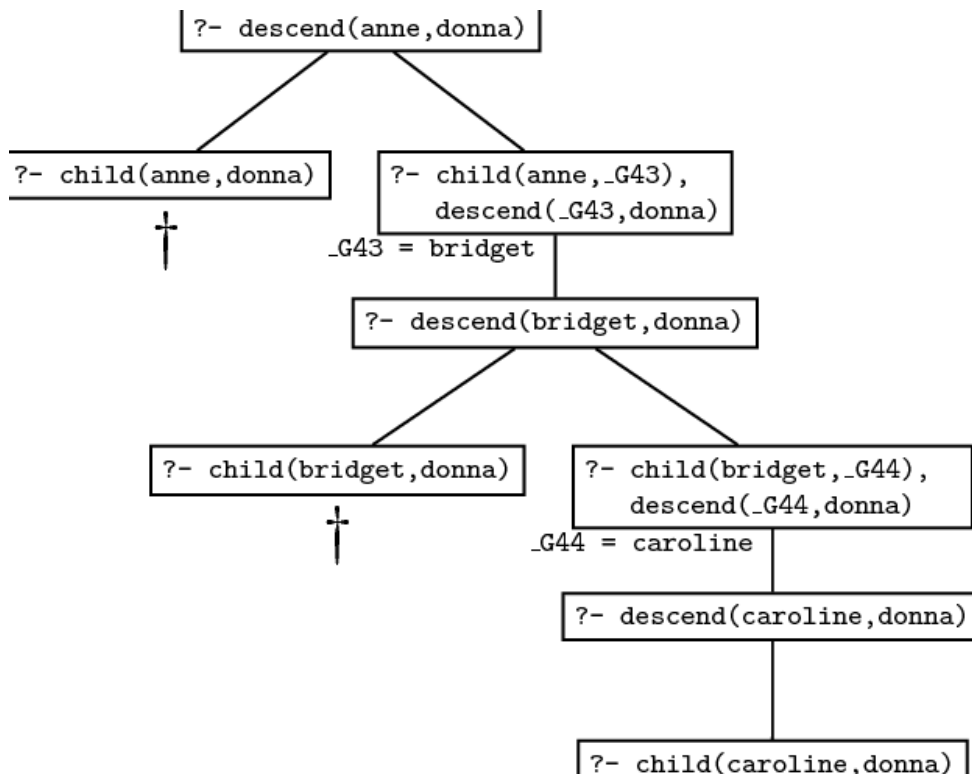 ?- descend(anne,donna)
?- child(anne,donna)
?- child(anne,_G43),
descend(_G43,donna)
†
_G43 = bridget
?- descend(bridget,donna)
?- child(bridget,donna)
?- child(bridget,_G44),
descend(_G44,donna)
†
_G44 = caroline
?- descend(caroline,donna)
?- child(caroline,donna)